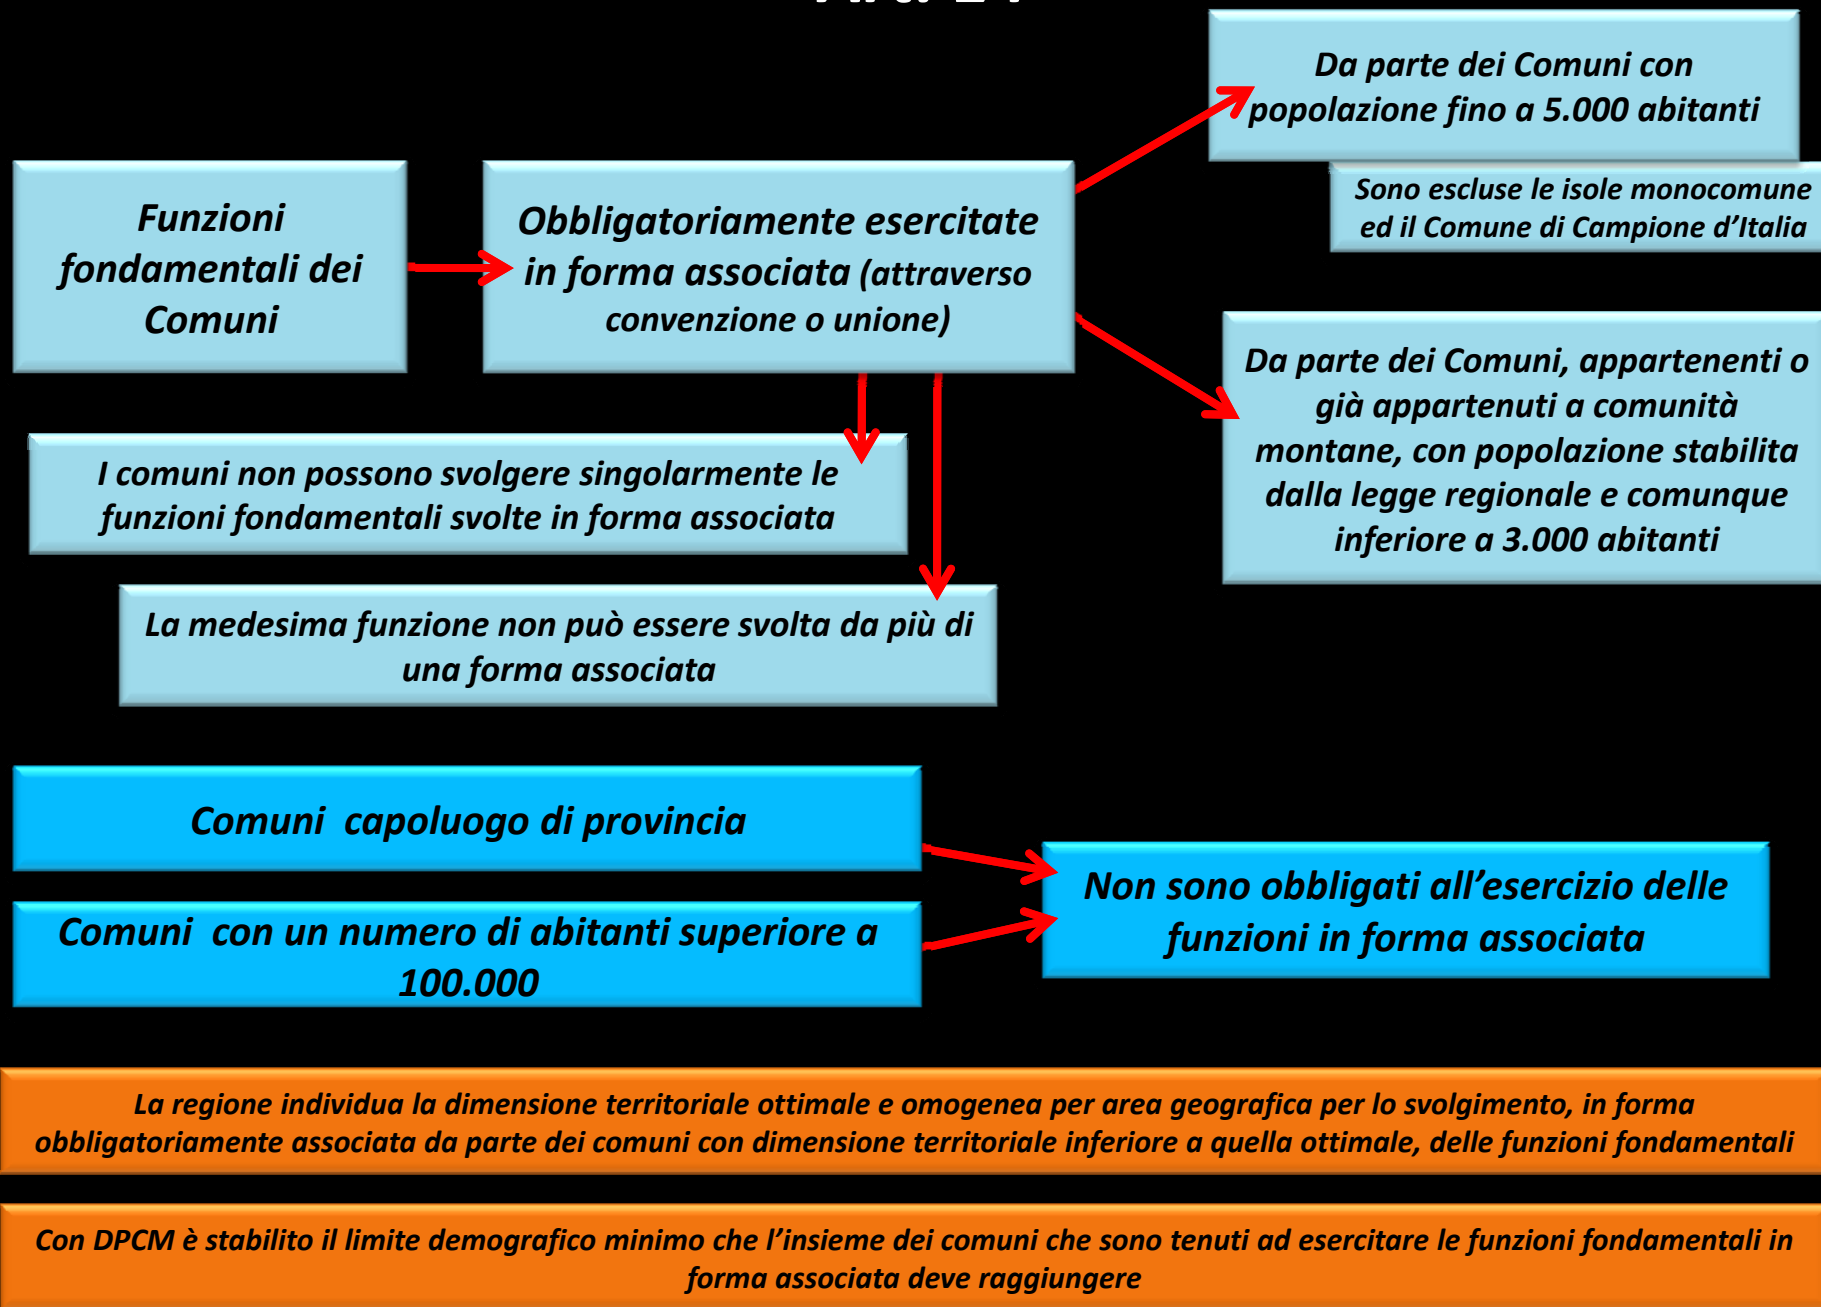 Da parte dei Comuni con
popolazione fino a 5.000 abitanti
Sono escluse le isole monocomune
ed il Comune di Campione d'Italia
Funzioni
fondamentali dei
Comuni
Obbligatoriamente esercitate
in forma associata (attraverso
convenzione o unione)
Da parte dei Comuni, appartenenti o
già appartenuti a comunità
montane, con popolazione stabilita
dalla legge regionale e comunque
inferiore a 3.000 abitanti
I comuni non possono svolgere singolarmente le
funzioni fondamentali svolte in forma associata
La medesima funzione non può essere svolta da più di
una forma associata
Comuni capoluogo di provincia
Comuni con un numero di abitanti superiore a
100.000
Non sono obbligati all'esercizio delle
funzioni in forma associata
La regione individua la dimensione territoriale ottimale e omogenea per area geografica per lo svolgimento, in forma
obbligatoriamente associata da parte dei comuni con dimensione territoriale inferiore a quella ottimale, delle funzioni fondamentali
Con DPCM è stabilito il limite demografico minimo che l'insieme dei comuni che sono tenuti ad esercitare le funzioni fondamentali in
forma associata deve raggiungere